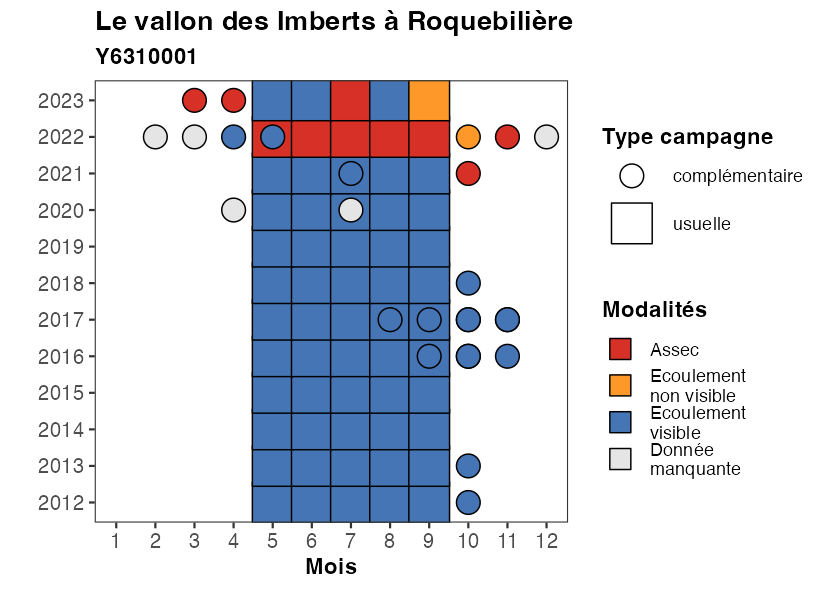 Le vallon des Imberts à Roquebilière
Y6310001
2023
2022
2021
2020
2019
2018
2017
2016
2015
2014
2013
2012
1 2 3 4 5 6 7 8 9 10 11 12
Mois
Type campagne
complémentaire
usuelle
Modalités
Assec
Ecoulement
non visible
Ecoulement
visible
Donnée
manquante